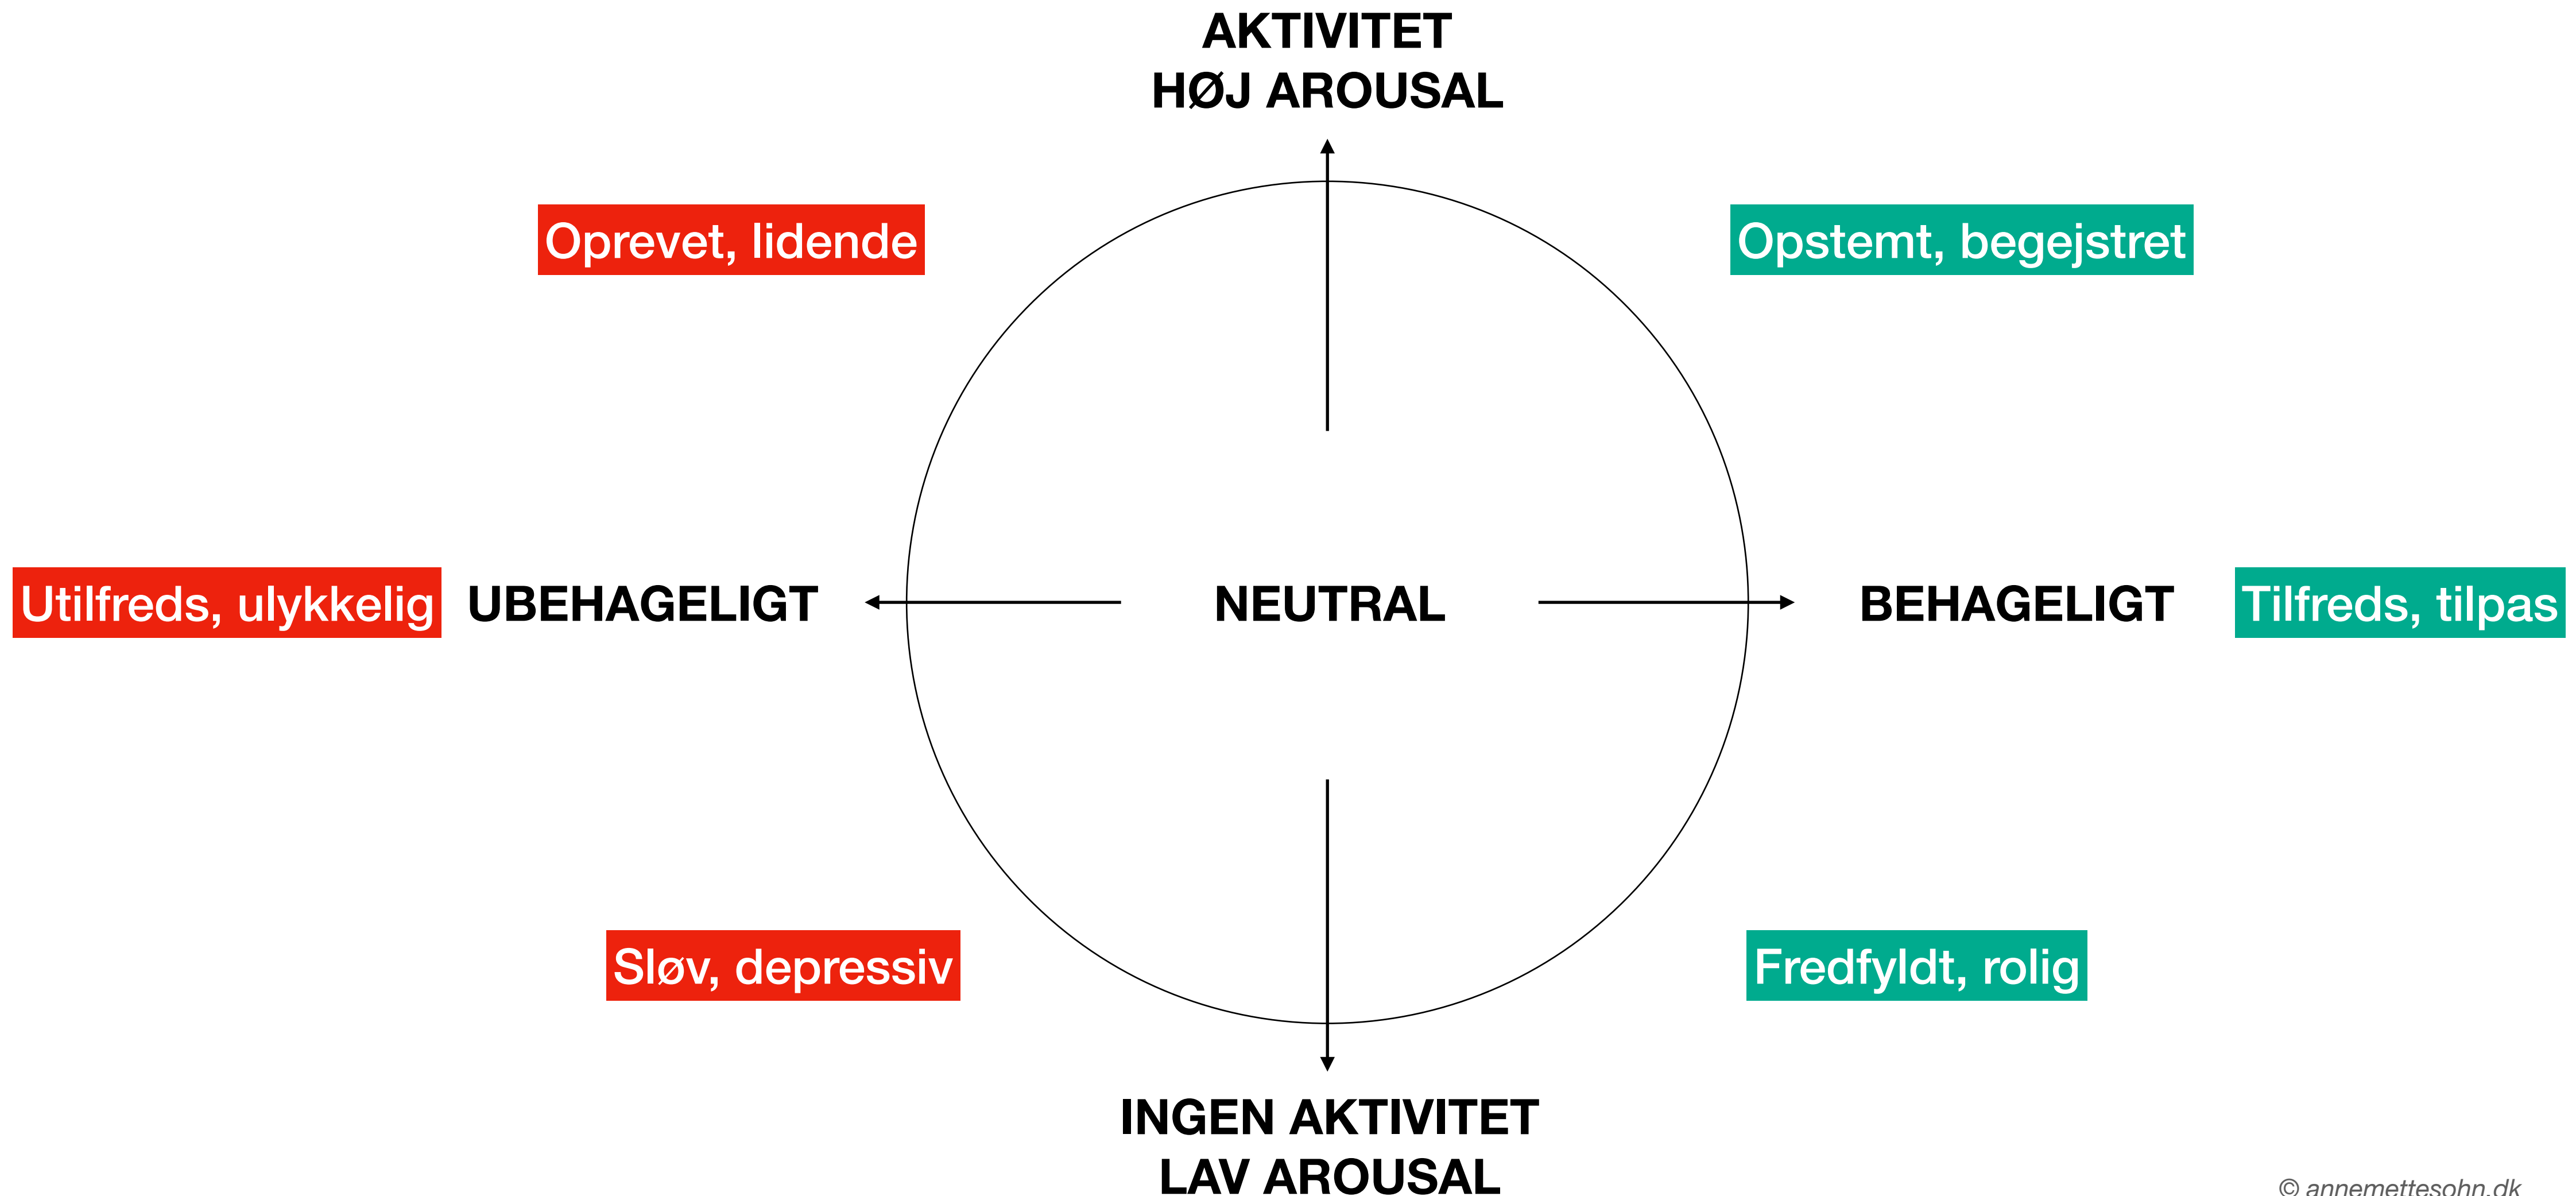 AKTIVITET
HØJ AROUSAL
Oprevet, lidende
Opstemt, begejstret
Utilfreds, ulykkelig
UBEHAGELIGT
NEUTRAL
BEHAGELIGT
Tilfreds, tilpas
Sløv, depressiv
Fredfyldt, rolig
INGEN AKTIVITET
LAV AROUSAL
© annemettesohn.dk